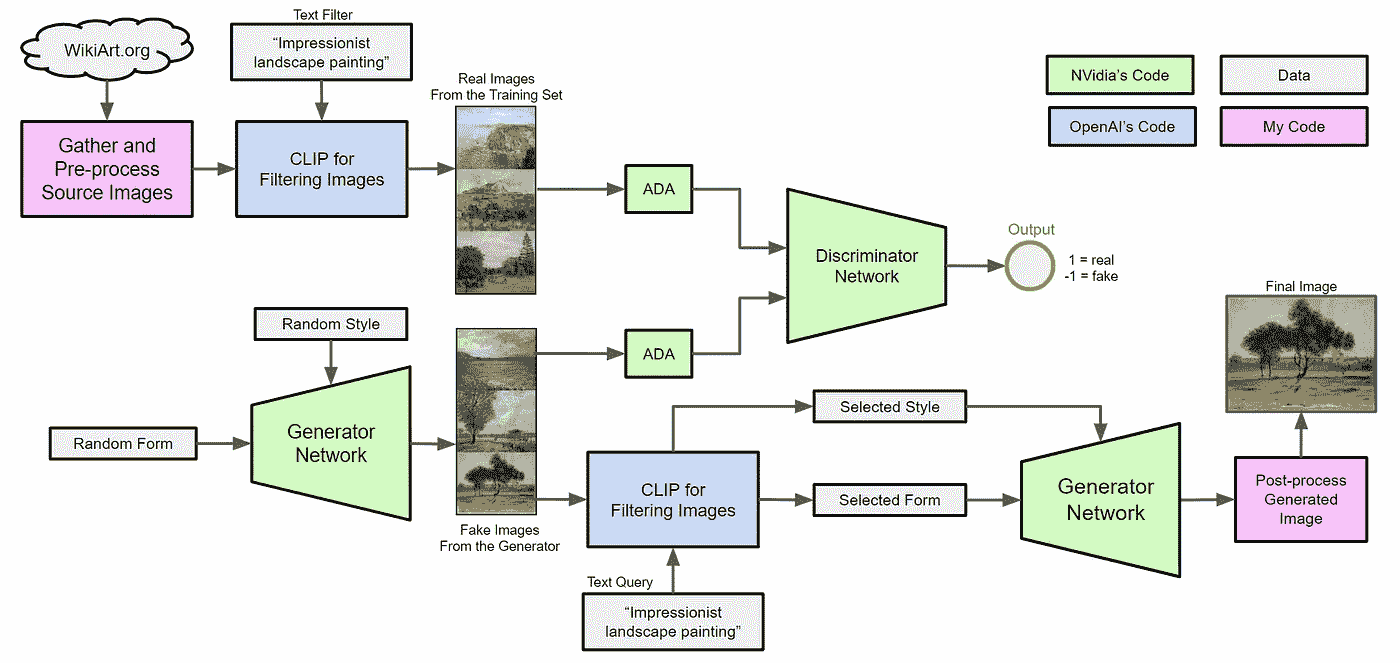 WikiArt.org
Text Filter
“Impressionist
landscape painting”
Gather and
Pre-process
Source Images
CLIP for
Filtering Images
Real Images
From the Training Set
ADA
Discriminator
Network
Output
1 = real
-1 = fake
NVidia’s Code
Data
OpenAI’s Code
My Code
Random Style
Random Form
Generator
Network
Fake Images
From the Generator
ADA
CLIP for
Filtering Images
Text Query
“Impressionist
landscape painting”
Selected Style
Selected Form
Generator
Network
Post-process
Generated
Image
Final Image